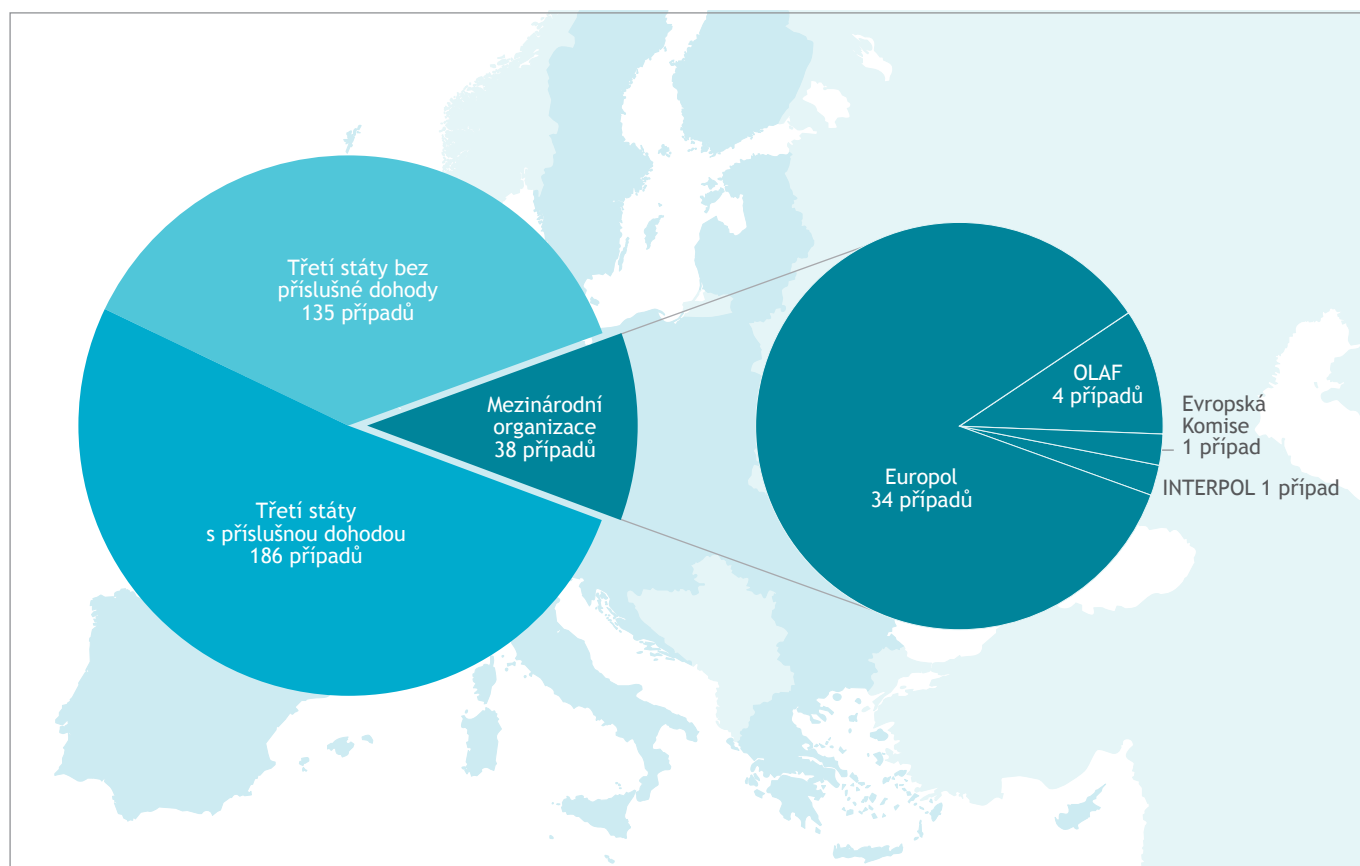 Třetí státy bez
příslušné dohody
135 případů
Mezinárodní
organizace
38 případů
Třetí státy
s příslušnou dohodou
186 případů
OLAF
4 případů
Evropská
Komise
1 případ
INTERPOL 1 případ
Europol
34 případů